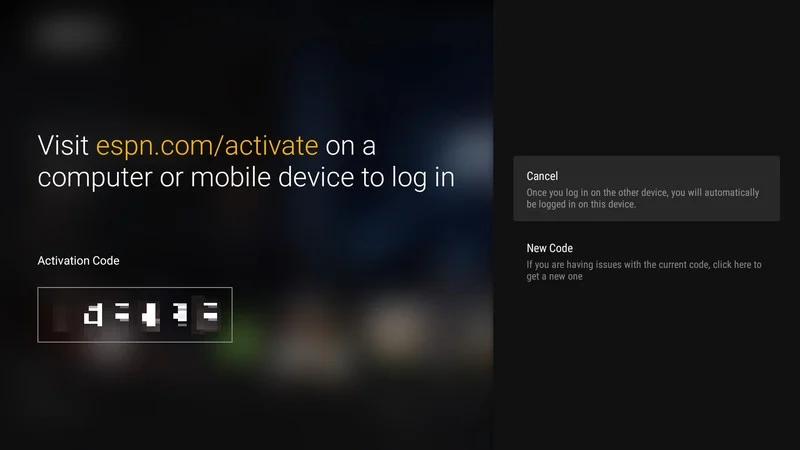 Visit espn.com/activate on a
computer or mobile device to log in
Activation Code
Cancel
Once you log in on the other device, you will automatically
be logged in on this device.
New Code
If you are having issues with the current code, click here to
get a new one